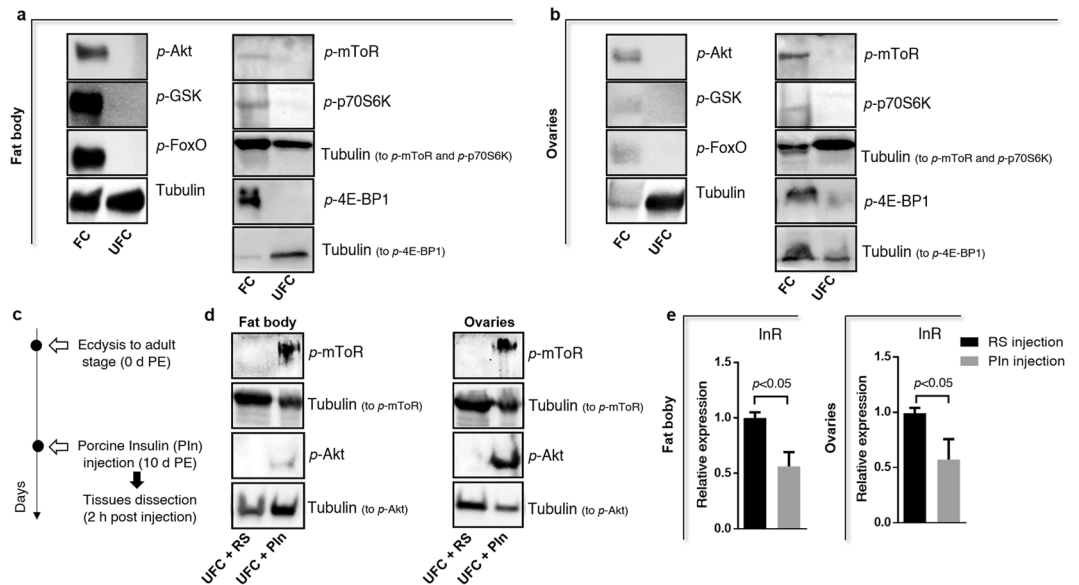 a
Fat body
p-Akt
p-GSK
p-FoxO
Tubulin
FC
UFC
p-mToR
p-p70S6K
Tubulin (to p-mToR and p-p70S6K)
p-4E-BP1
Tubulin (to p-4E-BP1)
FC
UFC
b
Ovaries
p-Akt
p-GSK
p-FoxO
Tubulin
FC
UFC
p-mToR
p-p70S6K
Tubulin (to p-mToR and p-p70S6K)
p-4E-BP1
Tubulin (to p-4E-BP1)
FC
UFC
c
Ecdysis to adult
stage (0 d PE)
Porcine Insulin (PIn)
injection (10 d PE)
Tissues dissection
(2 h post injection)
Days
d
Fat body
p-mToR
Tubulin (to p-mToR)
p-Akt
Tubulin (to p-Akt)
UFC + RS
UFC + PIn
Ovaries
p-mToR
Tubulin (to p-mToR)
p-Akt
Tubulin (to p-Akt)
UFC + RS
UFC + PIn
e
Fat boby
InR
Relative expression
1.5
1.0
0.5
0.0
p<0.05
Ovaries
InR
Relative expression
1.5
1.0
0.5
0.0
p<0.05
RS injection
PIn injection